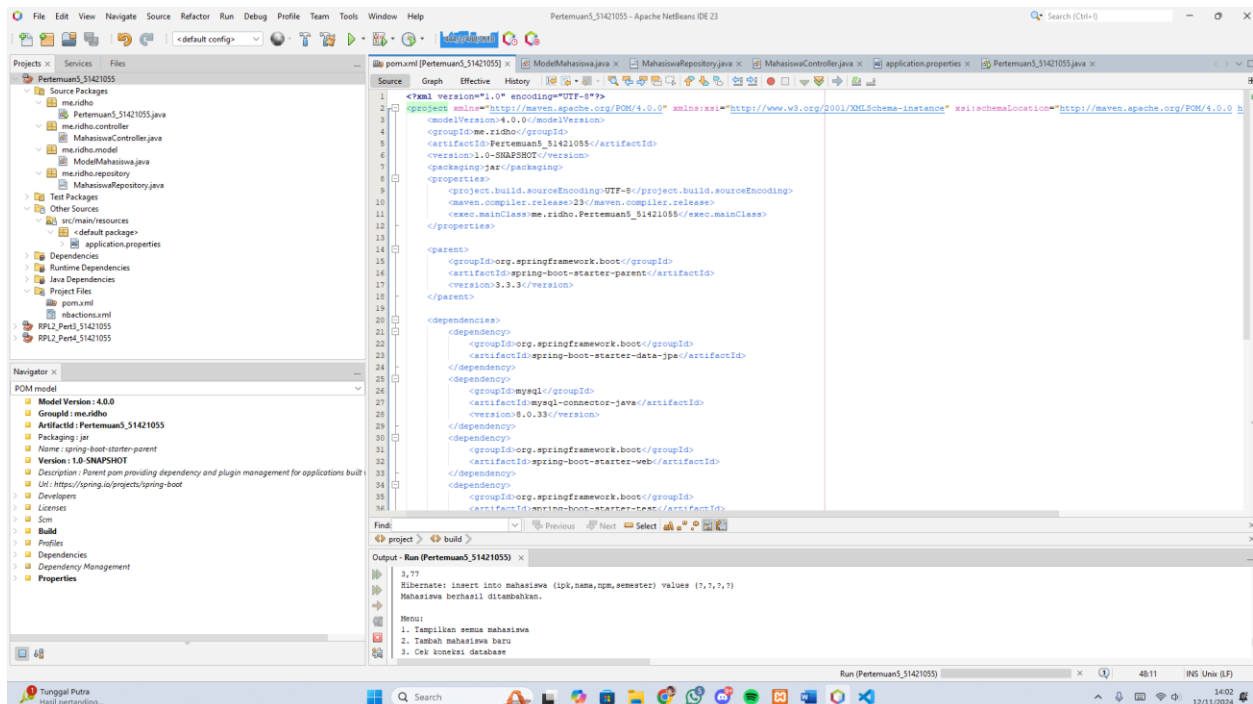 File Edit View Navigate Source Refactor Run Debug Profile Team Tools Window Help
Pertemuan5_51421055 - Apache NetBeans IDE 23
Search (Ctrl+I)
<default config>
Projects
Services
Files
pom.xml [Pertemuan5_51421055]
ModelMahasiswa.java
MahasiswaRepository.java
MahasiswaController.java
application.properties
Pertemuan5_51421055.java
Pertemuan5_51421055
Source Packages
me.ridho
Pertemuan5_51421055.java
me.ridho.controller
MahasiswaController.java
me.ridho.model
ModelMahasiswa.java
me.ridho.repository
MahasiswaRepository.java
Test Packages
Other Sources
src/main/resources
<default package>
application.properties
Dependencies
Runtime Dependencies
Java Dependencies
Project Files
pom.xml
nbactions.xml
RPL2_Pert3_51421055
RPL2_Pert4_51421055
Navigator
POM model
Model Version : 4.0.0
GroupId : me.ridho
ArtifactId : Pertemuan5_51421055
Packaging : jar
Name : spring-boot-starter-parent
Version : 1.0-SNAPSHOT
Description : Parent pom providing dependency and plugin management for applications built
Url : https://spring.io/projects/spring-boot
Developers
Licenses
Scm
Build
Profiles
Dependencies
Dependency Management
Properties
Source Graph Effective History
1 <?xml version="1.0" encoding="UTF-8"?>
2 <project xmlns="http://maven.apache.org/POM/4.0.0" xmlns:xsi="http://www.w3.org/2001/XMLSchema-instance" xsi:schemaLocation="http://maven.apache.org/POM/4.0.0 h
3 <modelVersion>4.0.0</modelVersion>
4 <groupId>me.ridho</groupId>
5 <artifactId>Pertemuan5_51421055</artifactId>
6 <version>1.0-SNAPSHOT</version>
7 <packaging>jar</packaging>
8 <properties>
9 <project.build.sourceEncoding>UTF-8</project.build.sourceEncoding>
10 <maven.compiler.release>23</maven.compiler.release>
11 <exec.mainClass>me.ridho.Pertemuan5_51421055</exec.mainClass>
12 </properties>
13
14 <parent>
15 <groupId>org.springframework.boot</groupId>
16 <artifactId>spring-boot-starter-parent</artifactId>
17 <version>3.3.3</version>
18 </parent>
19
20 <dependencies>
21 <dependency>
22 <groupId>org.springframework.boot</groupId>
23 <artifactId>spring-boot-starter-data-jpa</artifactId>
24 </dependency>
25 <dependency>
26 <groupId>mysql</groupId>
27 <artifactId>mysql-connector-java</artifactId>
28 <version>8.0.33</version>
29 </dependency>
30 <dependency>
31 <groupId>org.springframework.boot</groupId>
32 <artifactId>spring-boot-starter-web</artifactId>
33 </dependency>
34 <dependency>
35 <groupId>org.springframework.boot</groupId>
36 <artifactId>spring-boot-starter-test</artifactId>
Find:
Previous Next Select
project build
Output - Run (Pertemuan5_51421055)
3,77
Hibernate: insert into mahasiswa (ipk,nama,npm,semester) values (?,?,?,?)
Mahasiswa berhasil ditambahkan.
Menu:
1. Tampilkan semua mahasiswa
2. Tambah mahasiswa baru
3. Cek koneksi database
Run (Pertemuan5_51421055)
48:11
INS Unix (LF)
Tunggal Putra
Hasil pertanding...
Search
14:02
12/11/2024